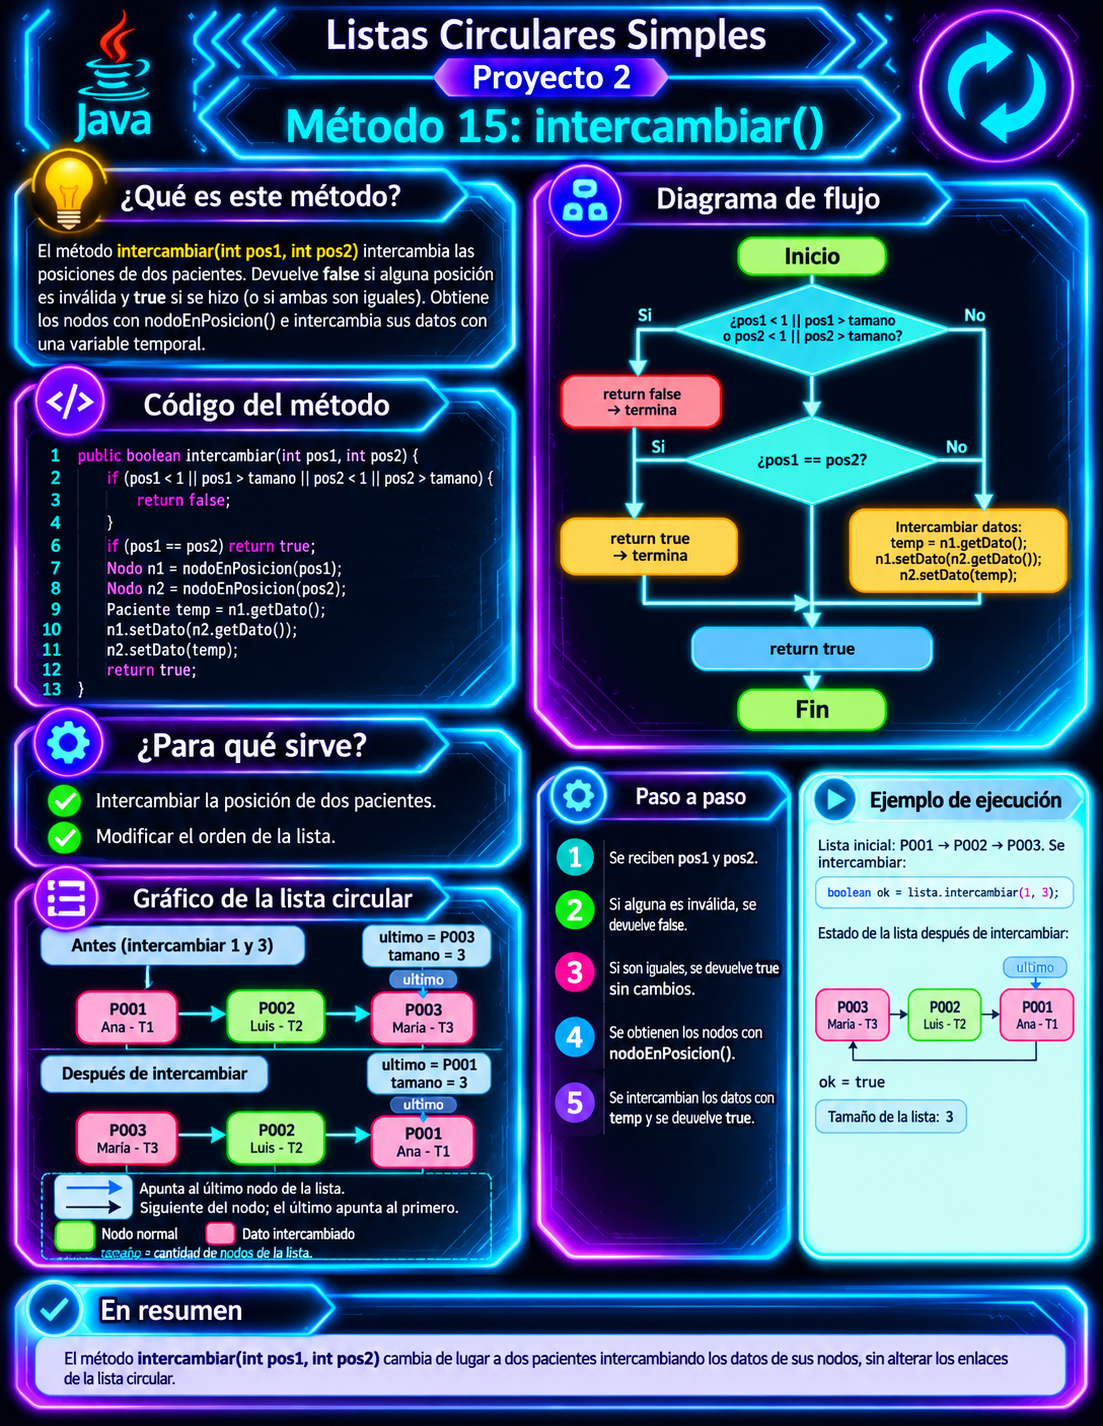 Java
Listas Circulares Simples
Proyecto 2
Método 15: intercambiar()
¿Qué es este método?
El método intercambiar(int pos1, int pos2) intercambia las
posiciones de dos pacientes. Devuelve false si alguna posición
es inválida y true si se hizo (o si ambas son iguales). Obtiene
los nodos con nodoEnPosicion() e intercambia sus datos con
una variable temporal.
</> Código del método
1 public boolean intercambiar(int pos1, int pos2) {
2 if (pos1 < 1 || pos1 > tamano || pos2 < 1 || pos2 > tamano) {
3 return false;
4 }
6 if (pos1 == pos2) return true;
7 Nodo n1 = nodoEnPosicion(pos1);
8 Nodo n2 = nodoEnPosicion(pos2);
9 Paciente temp = n1.getDato();
10 n1.setDato(n2.getDato());
11 n2.setDato(temp);
12 return true;
13 }
¿Para qué sirve?
Intercambiar la posición de dos pacientes.
Modificar el orden de la lista.
Gráfico de la lista circular
Antes (intercambiar 1 y 3)
ultimo = P003
tamano = 3
ultimo
P001
Ana - T1
P002
Luis - T2
P003
Maria - T3
Después de intercambiar
ultimo = P001
tamano = 3
ultimo
P003
Maria - T3
P002
Luis - T2
P001
Ana - T1
Apunta al último nodo de la lista.
Siguiente del nodo; el último apunta al primero.
Nodo normal
Dato intercambiado
= cantidad de nodos de la lista.
Diagrama de flujo
Inicio
¿pos1 < 1 || pos1 > tamano
o pos2 < 1 || pos2 > tamano?
Si
No
return false
→ termina
¿pos1 == pos2?
Si
No
return true
→ termina
Intercambiar datos:
temp = n1.getDato();
n1.setDato(n2.getDato());
n2.setDato(temp);
return true
Fin
Paso a paso
1 Se reciben pos1 y pos2.
2 Si alguna es inválida, se
devuelve false.
3 Si son iguales, se devuelve true
sin cambios.
4 Se obtienen los nodos con
nodoEnPosicion().
5 Se intercambian los datos con
temp y se deuvelve true.
Ejemplo de ejecución
Lista inicial: P001 → P002 → P003. Se
intercambiar:
boolean ok = lista.intercambiar(1, 3);
Estado de la lista después de intercambiar:
ultimo
P003
Maria - T3
P002
Luis - T2
P001
Ana - T1
ok = true
Tamaño de la lista: 3
En resumen
El método intercambiar(int pos1, int pos2) cambia de lugar a dos pacientes intercambiando los datos de sus nodos, sin alterar los enlaces
de la lista circular.